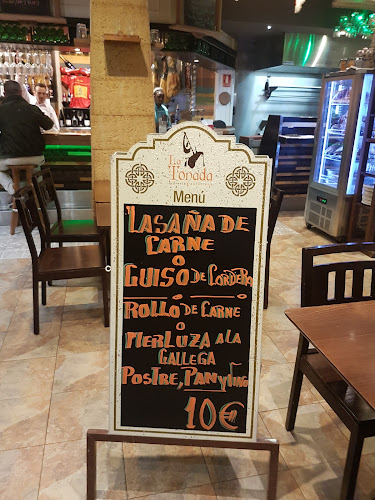 La
Tonada
Menú
LASAÑA DE
CARNE
O
GUISO DE CORDERO
ROLLO DE CARNE
O
MERLUZA A LA
GALLEGA
POSTRE, PAN y VINO
10€